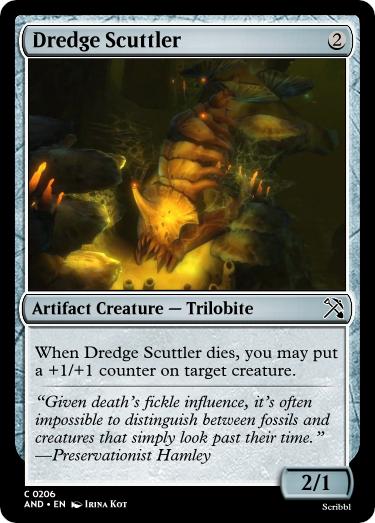 Dredge Scuttler 2
Artifact Creature — Trilobite
When Dredge Scuttler dies, you may put
a +1/+1 counter on target creature.
“Given death's fickle influence, it's often
impossible to distinguish between fossils and
creatures that simply look past their time.”
—Preservationist Hamley
2/1
C 0206
AND • EN Irina Kot
Scribbl